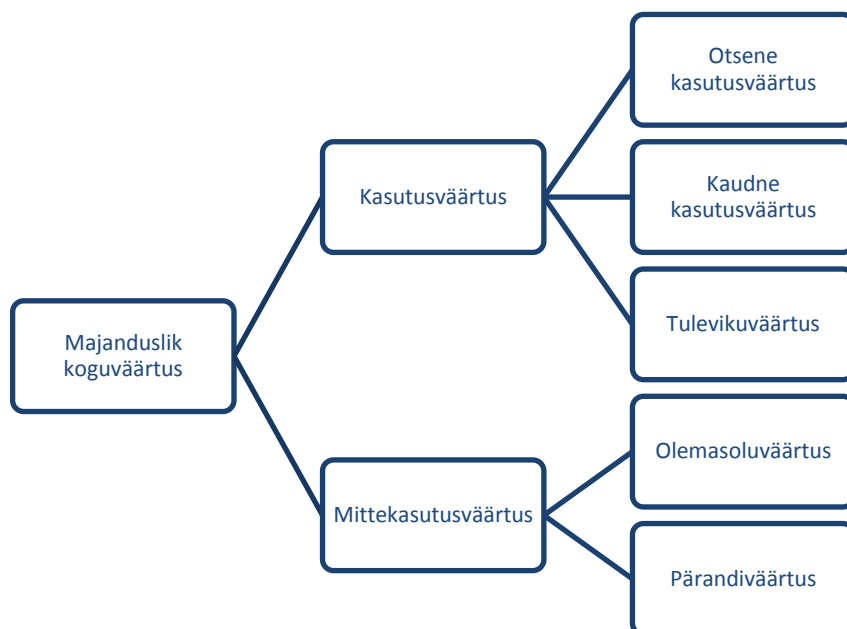 Otsene
kasutusväärtus
Kasutusväärtus
Kaudne
kasutusväärtus
Tulevikuväärtus
Majanduslik
koguväärtus
Olemasoluväärtus
Mittekasutusväärtus
Pärandiväärtus